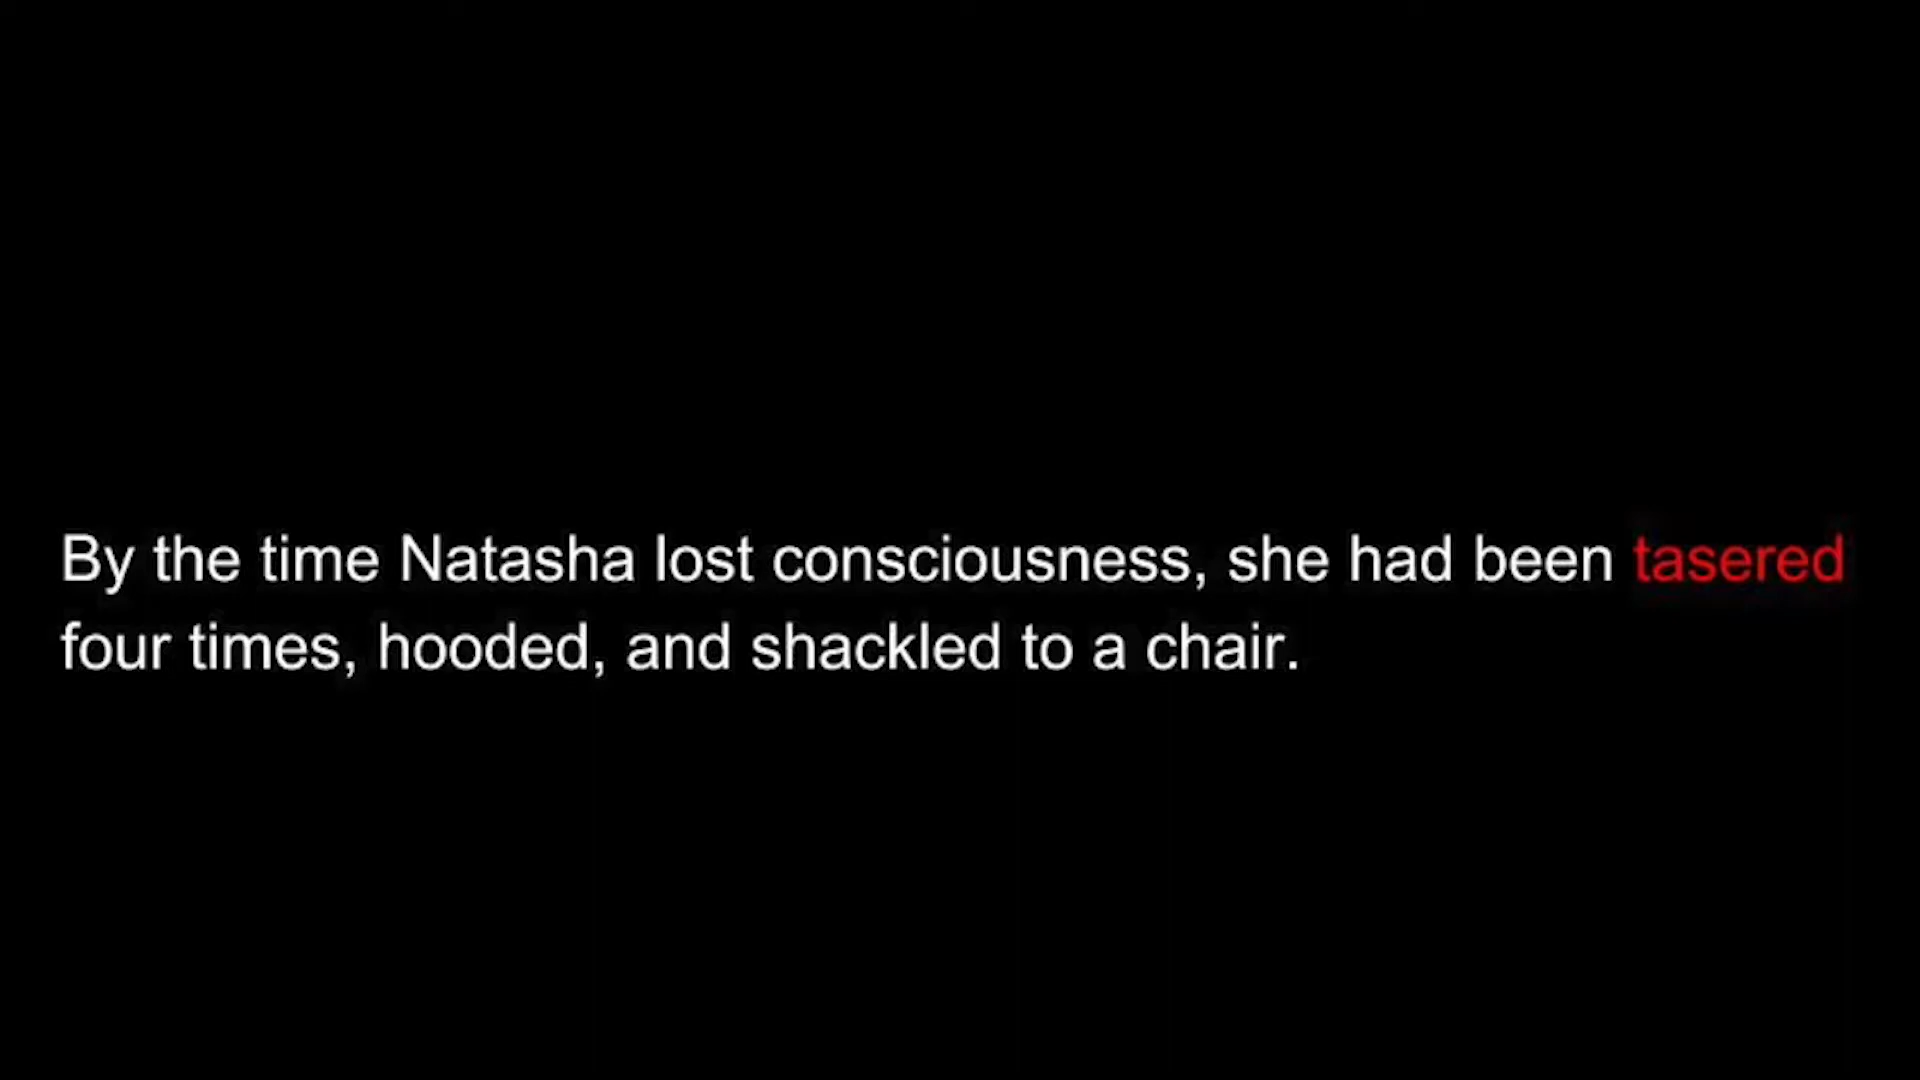 By the time Natasha lost consciousness, she had been tasered
four times, hooded, and shackled to a chair.